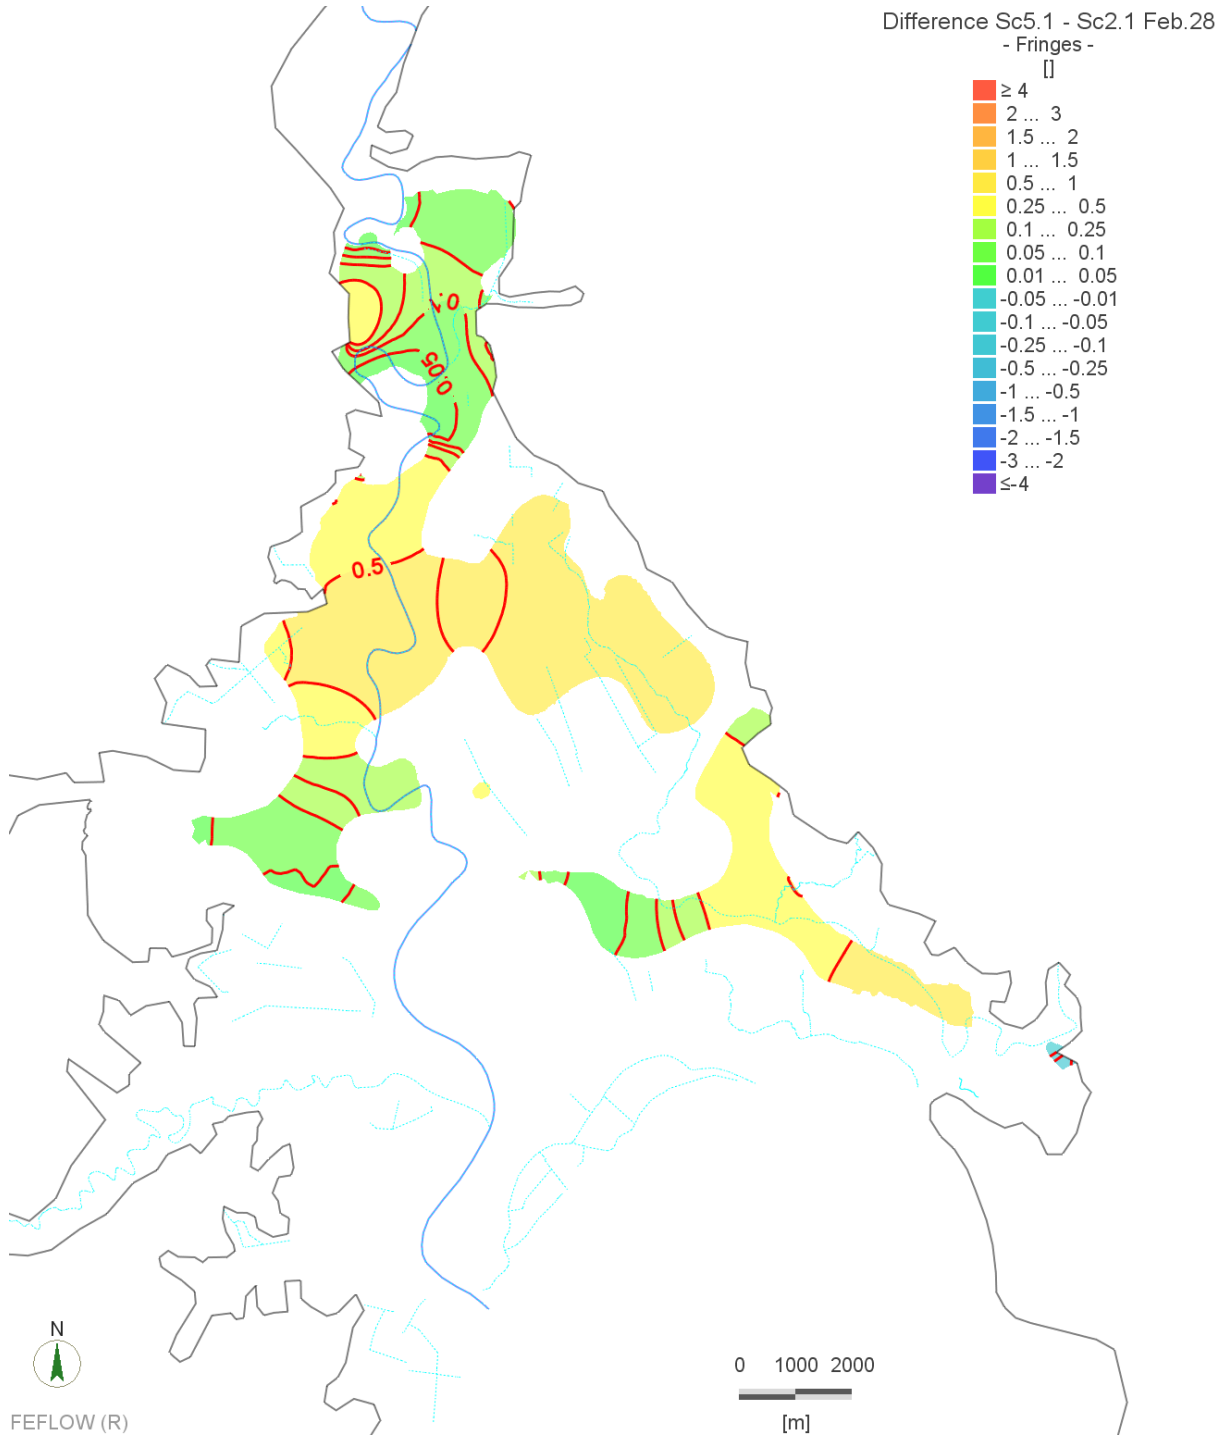 Difference Sc5.1 - Sc2.1 Feb.28
- Fringes -
[]
≥ 4
2 ... 3
1.5 ... 2
1 ... 1.5
0.5 ... 1
0.25 ... 0.5
0.1 ... 0.25
0.05 ... 0.1
0.01 ... 0.05
-0.05 ... -0.01
-0.1 ... -0.05
-0.25 ... -0.1
-0.5 ... -0.25
-1 ... -0.5
-1.5 ... -1
-2 ... -1.5
-3 ... -2
≤-4
0.1
0.05
0.5
N
0 1000 2000
[m]
FEFLOW (R)